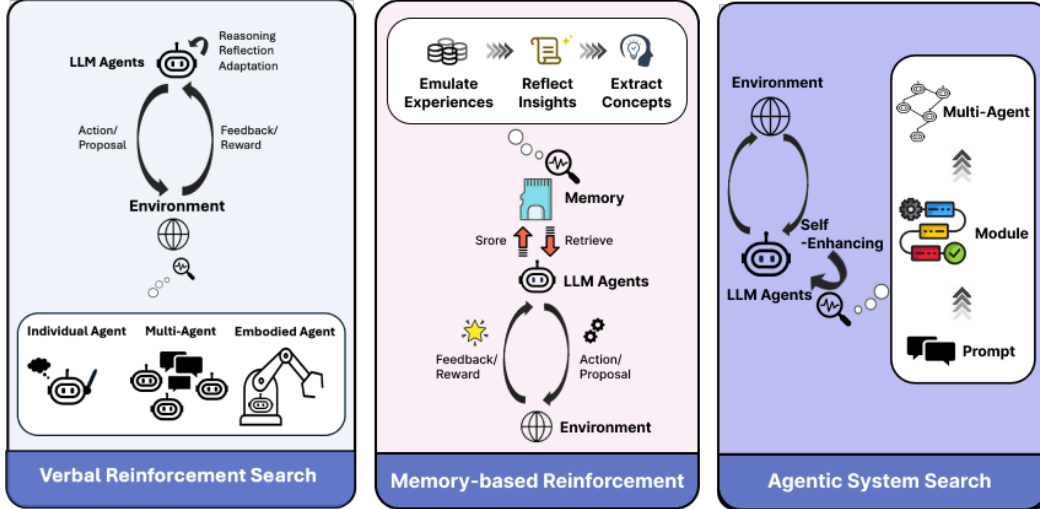 Reasoning
Reflection
Adaptation
LLM Agents
Action/
Proposal
Feedback/
Reward
Environment
Individual Agent
Multi-Agent
Embodied Agent
Verbal Reinforcement Search
Emulate
Experiences
Reflect
Insights
Extract
Concepts
Memory
Srore
Retrieve
LLM Agents
Feedback/
Reward
Action/
Proposal
Environment
Memory-based Reinforcement
Environment
Self
-Enhancing
LLM Agents
Multi-Agent
Module
Prompt
Agentic System Search